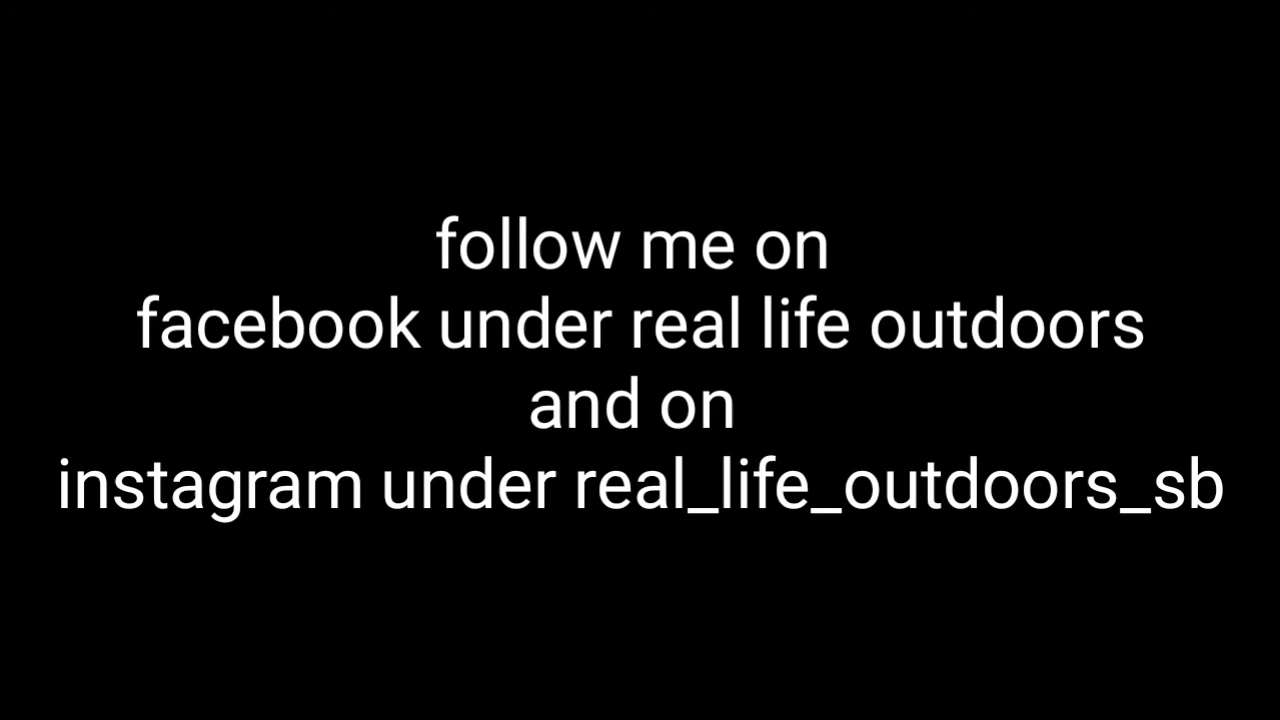 follow me on
facebook under real life outdoors
and on
instagram under real_life_outdoors_sb